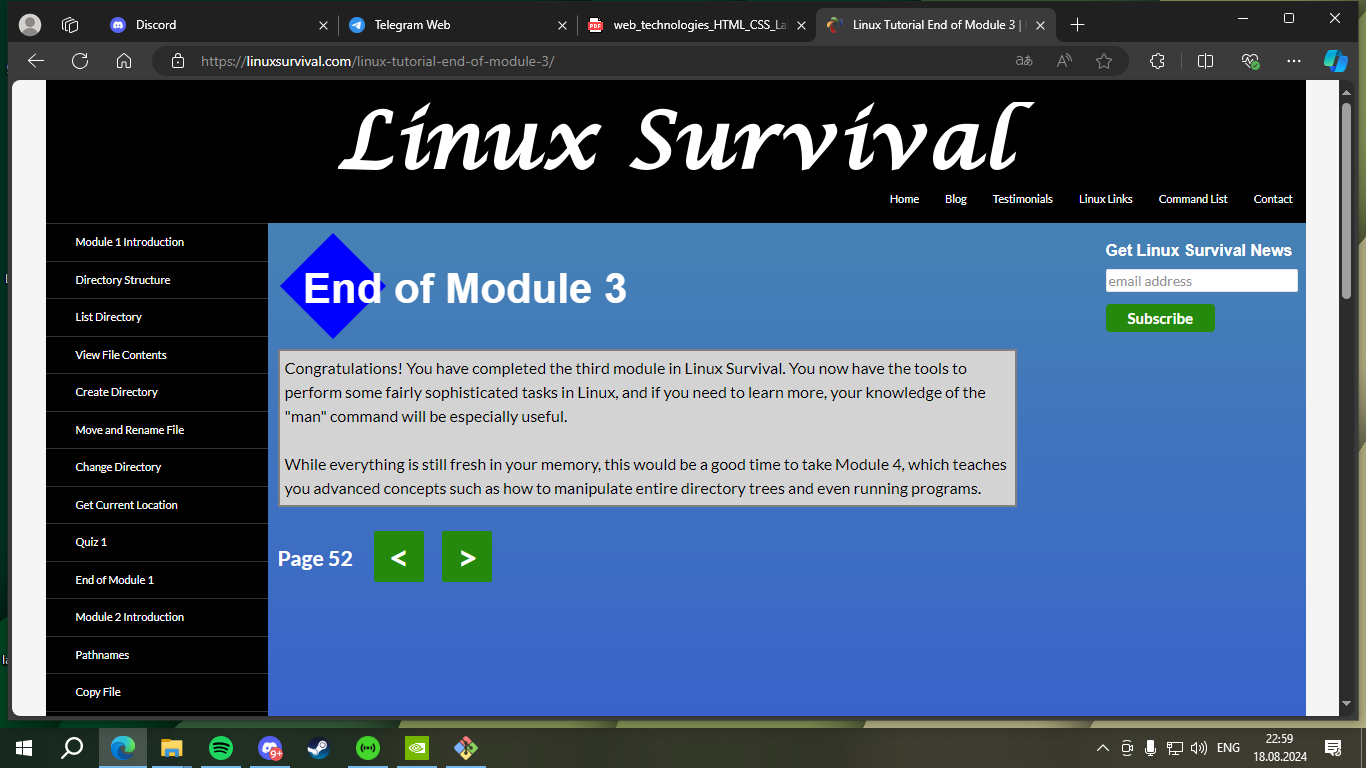 Discord
Telegram Web
web_technologies_HTML_CSS_La
Linux Tutorial End of Module 3 |
https://linuxsurvival.com/linux-tutorial-end-of-module-3/
Linux Survival
Home Blog Testimonials Linux Links Command List Contact
Module 1 Introduction
Directory Structure
List Directory
View File Contents
Create Directory
Move and Rename File
Change Directory
Get Current Location
Quiz 1
End of Module 1
Module 2 Introduction
Pathnames
Copy File
End of Module 3
Congratulations! You have completed the third module in Linux Survival. You now have the tools to
perform some fairly sophisticated tasks in Linux, and if you need to learn more, your knowledge of the
"man" command will be especially useful.
While everything is still fresh in your memory, this would be a good time to take Module 4, which teaches
you advanced concepts such as how to manipulate entire directory trees and even running programs.
Page 52 < >
Get Linux Survival News
email address
Subscribe
9+
ENG
22:59
18.08.2024